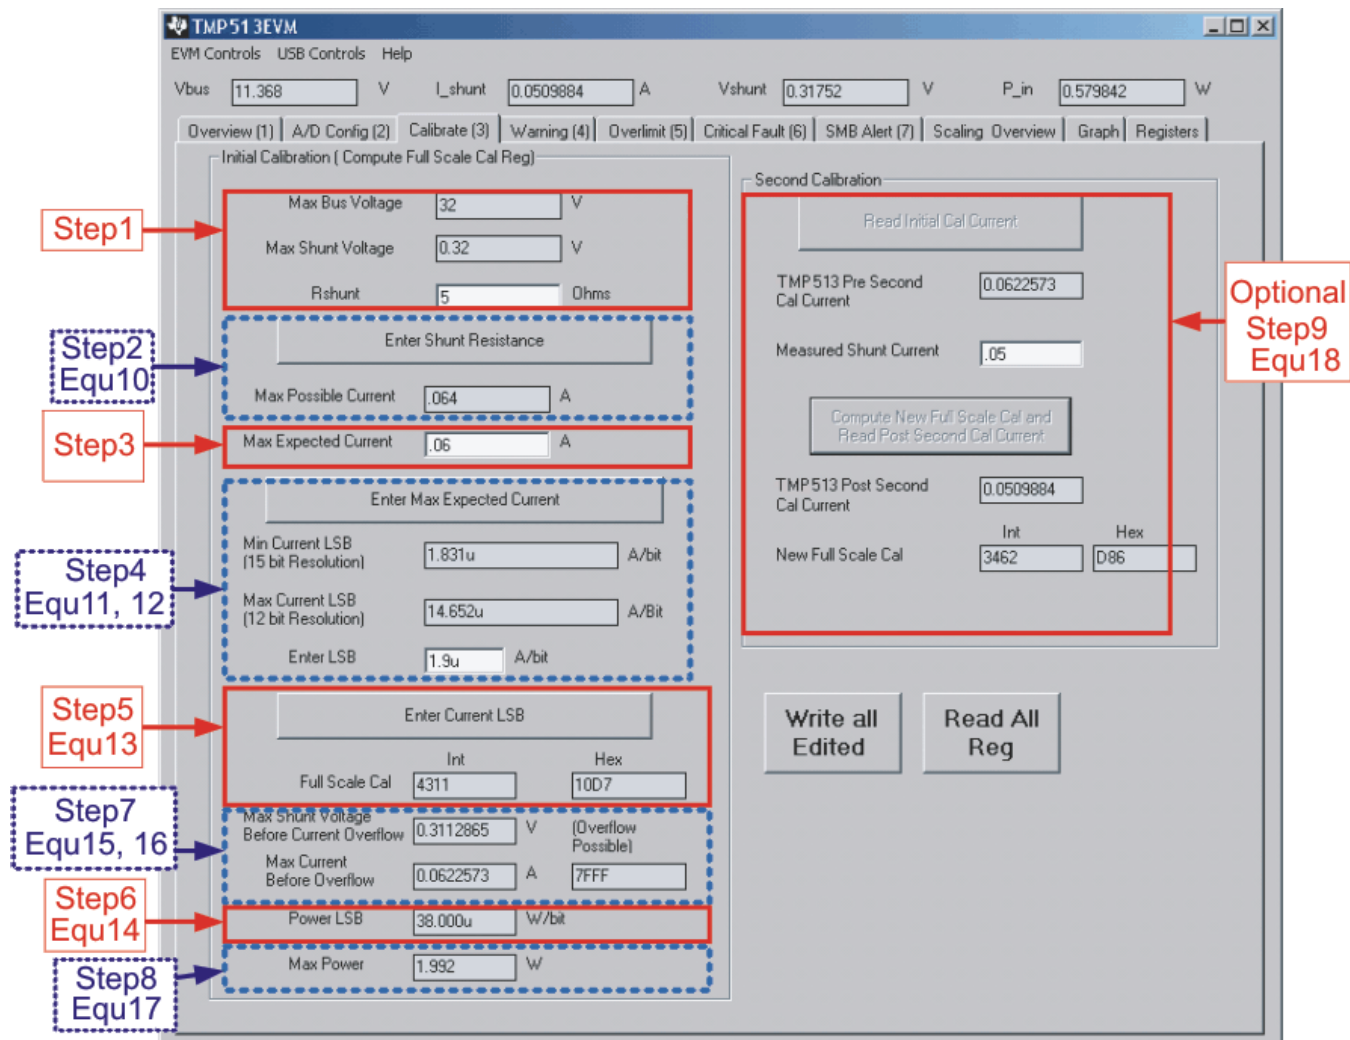 TMP513EVM
EVM Controls USB Controls Help
Vbus 11.368 V I_shunt 0.0509884 A Vshunt 0.31752 V P_in 0.579842 W
Overview (1) A/D Config (2) Calibrate (3) Warning (4) Overlimit (5) Critical Fault (6) SMB Alert (7) Scaling Overview Graph Registers
Initial Calibration ( Compute Full Scale Cal Reg)
Step1
Max Bus Voltage 32 V
Max Shunt Voltage 0.32 V
Rshunt 5 Ohms
Step2
Equ10
Enter Shunt Resistance
Max Possible Current .064 A
Step3
Max Expected Current .06 A
Enter Max Expected Current
Step4
Equ11, 12
Min Current LSB
(15 bit Resolution) 1.831u A/bit
Max Current LSB
(12 bit Resolution) 14.652u A/Bit
Enter LSB 1.9u A/bit
Step5
Equ13
Enter Current LSB
Int Hex
Full Scale Cal 4311 10D7
Step7
Equ15, 16
Max Shunt Voltage
Before Current Overflow 0.3112865 V (Overflow
Possible)
Max Current
Before Overflow 0.0622573 A 7FFF
Step6
Equ14
Power LSB 38.000u W/bit
Step8
Equ17
Max Power 1.992 W
Second Calibration
Read Initial Cal Current
TMP513 Pre Second
Cal Current 0.0622573
Measured Shunt Current .05
Compute New Full Scale Cal and
Read Post Second Cal Current
TMP513 Post Second
Cal Current 0.0509884
Int Hex
New Full Scale Cal 3462 D86
Optional
Step9
Equ18
Write all
Edited
Read All
Reg